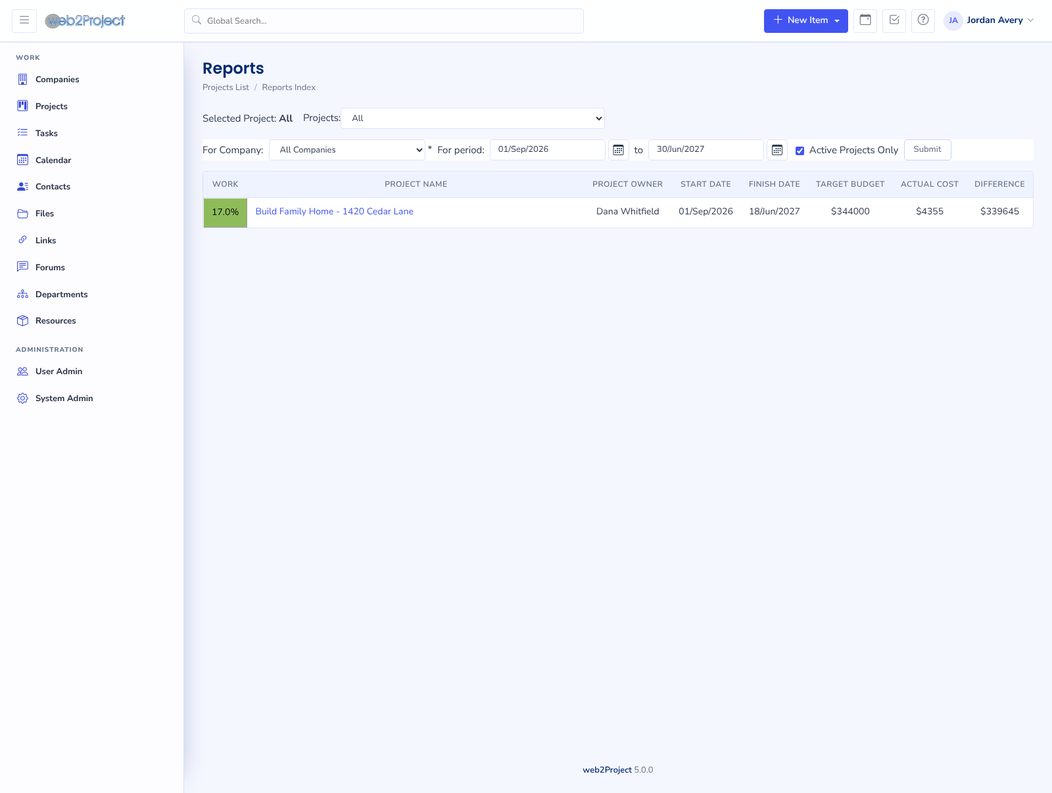 web2Project
Global Search...
New Item
JA
Jordan Avery
WORK
Companies
Projects
Tasks
Calendar
Contacts
Files
Links
Forums
Departments
Resources
ADMINISTRATION
User Admin
System Admin
Reports
Projects List / Reports Index
Selected Project: All Projects: All
For Company: All Companies * For period: 01/Sep/2026 to 30/Jun/2027 Active Projects Only Submit
WORK PROJECT NAME PROJECT OWNER START DATE FINISH DATE TARGET BUDGET ACTUAL COST DIFFERENCE
17.0% Build Family Home - 1420 Cedar Lane Dana Whitfield 01/Sep/2026 18/Jun/2027 $344000 $4355 $339645
web2Project 5.0.0